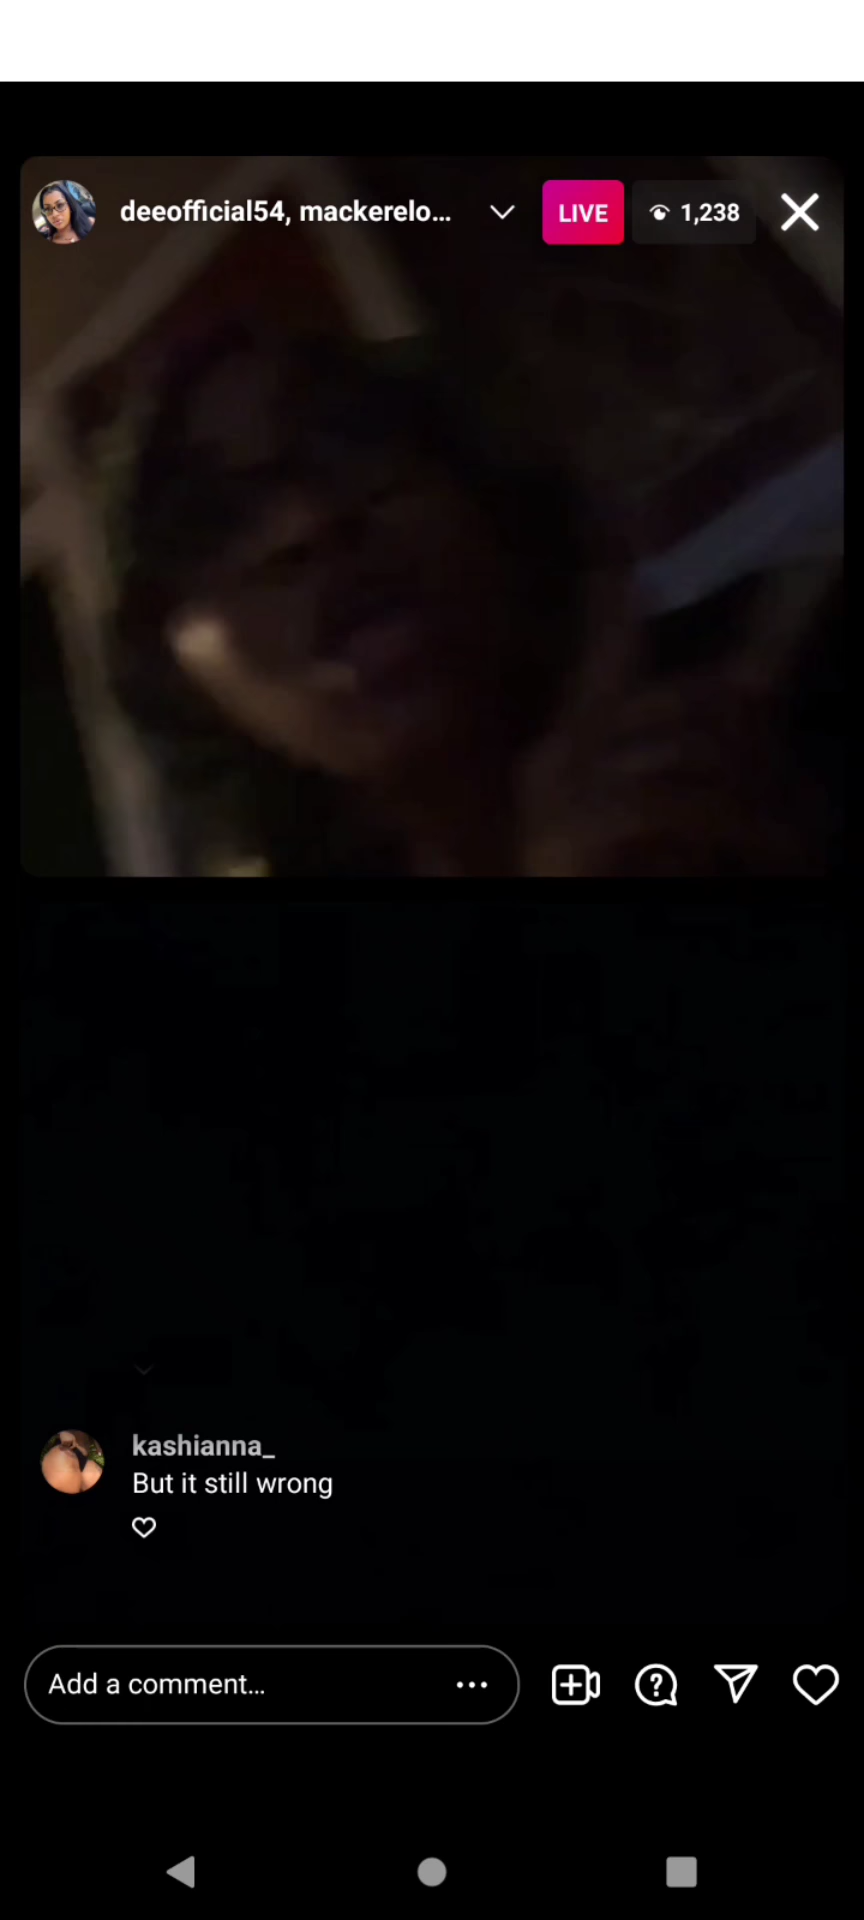 deeofficial54, mackerelo...
LIVE
1,238
kashianna_
But it still wrong
Add a comment...